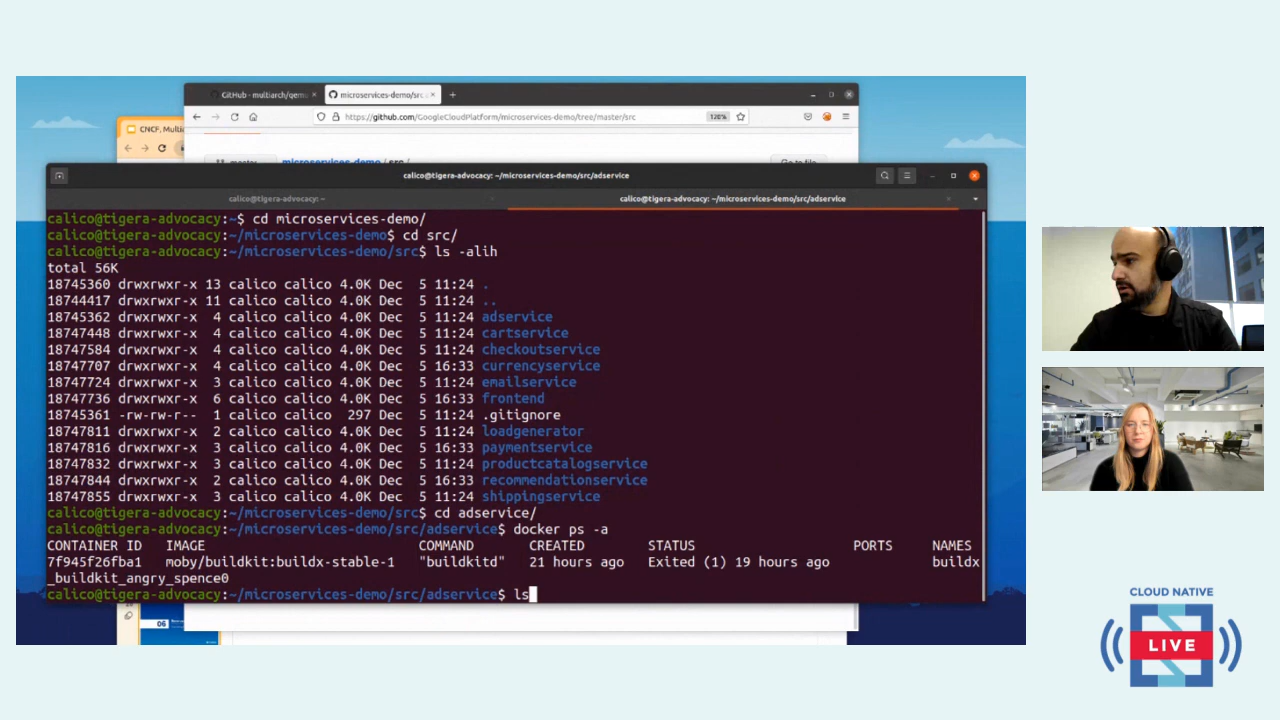 GitHub - multiarch/qem
microservices-demo/src
https://github.com/GoogleCloudPlatform/microservices-demo/tree/master/src
120%
CNCF, Multi
master
microservices-demo / src /
Go to file
calico@tigera-advocacy: ~/microservices-demo/src/adservice
calico@tigera-advocacy: ~
calico@tigera-advocacy: ~/microservices-demo/src/adservice
calico@tigera-advocacy:~$ cd microservices-demo/
calico@tigera-advocacy:~/microservices-demo$ cd src/
calico@tigera-advocacy:~/microservices-demo/src$ ls -alih
total 56K
18745360 drwxrwxr-x 13 calico calico 4.0K Dec  5 11:24 .
18744417 drwxrwxr-x 11 calico calico 4.0K Dec  5 11:24 ..
18745362 drwxrwxr-x  4 calico calico 4.0K Dec  5 11:24 adservice
18747448 drwxrwxr-x  4 calico calico 4.0K Dec  5 11:24 cartservice
18747584 drwxrwxr-x  4 calico calico 4.0K Dec  5 11:24 checkoutservice
18747707 drwxrwxr-x  4 calico calico 4.0K Dec  5 16:33 currencyservice
18747724 drwxrwxr-x  3 calico calico 4.0K Dec  5 11:24 emailservice
18747736 drwxrwxr-x  6 calico calico 4.0K Dec  5 16:33 frontend
18745361 -rw-rw-r--  1 calico calico  297 Dec  5 11:24 .gitignore
18747811 drwxrwxr-x  2 calico calico 4.0K Dec  5 11:24 loadgenerator
18747816 drwxrwxr-x  3 calico calico 4.0K Dec  5 16:33 paymentservice
18747832 drwxrwxr-x  3 calico calico 4.0K Dec  5 11:24 productcatalogservice
18747844 drwxrwxr-x  2 calico calico 4.0K Dec  5 16:33 recommendationservice
18747855 drwxrwxr-x  3 calico calico 4.0K Dec  5 11:24 shippingservice
calico@tigera-advocacy:~/microservices-demo/src$ cd adservice/
calico@tigera-advocacy:~/microservices-demo/src/adservice$ docker ps -a
CONTAINER ID   IMAGE                           COMMAND       CREATED        STATUS                    PORTS     NAMES
7f945f26fba1   moby/buildkit:buildx-stable-1   "buildkitd"   21 hours ago   Exited (1) 19 hours ago             buildx
_buildkit_angry_spence0
calico@tigera-advocacy:~/microservices-demo/src/adservice$ ls
06
CLOUD NATIVE
LIVE